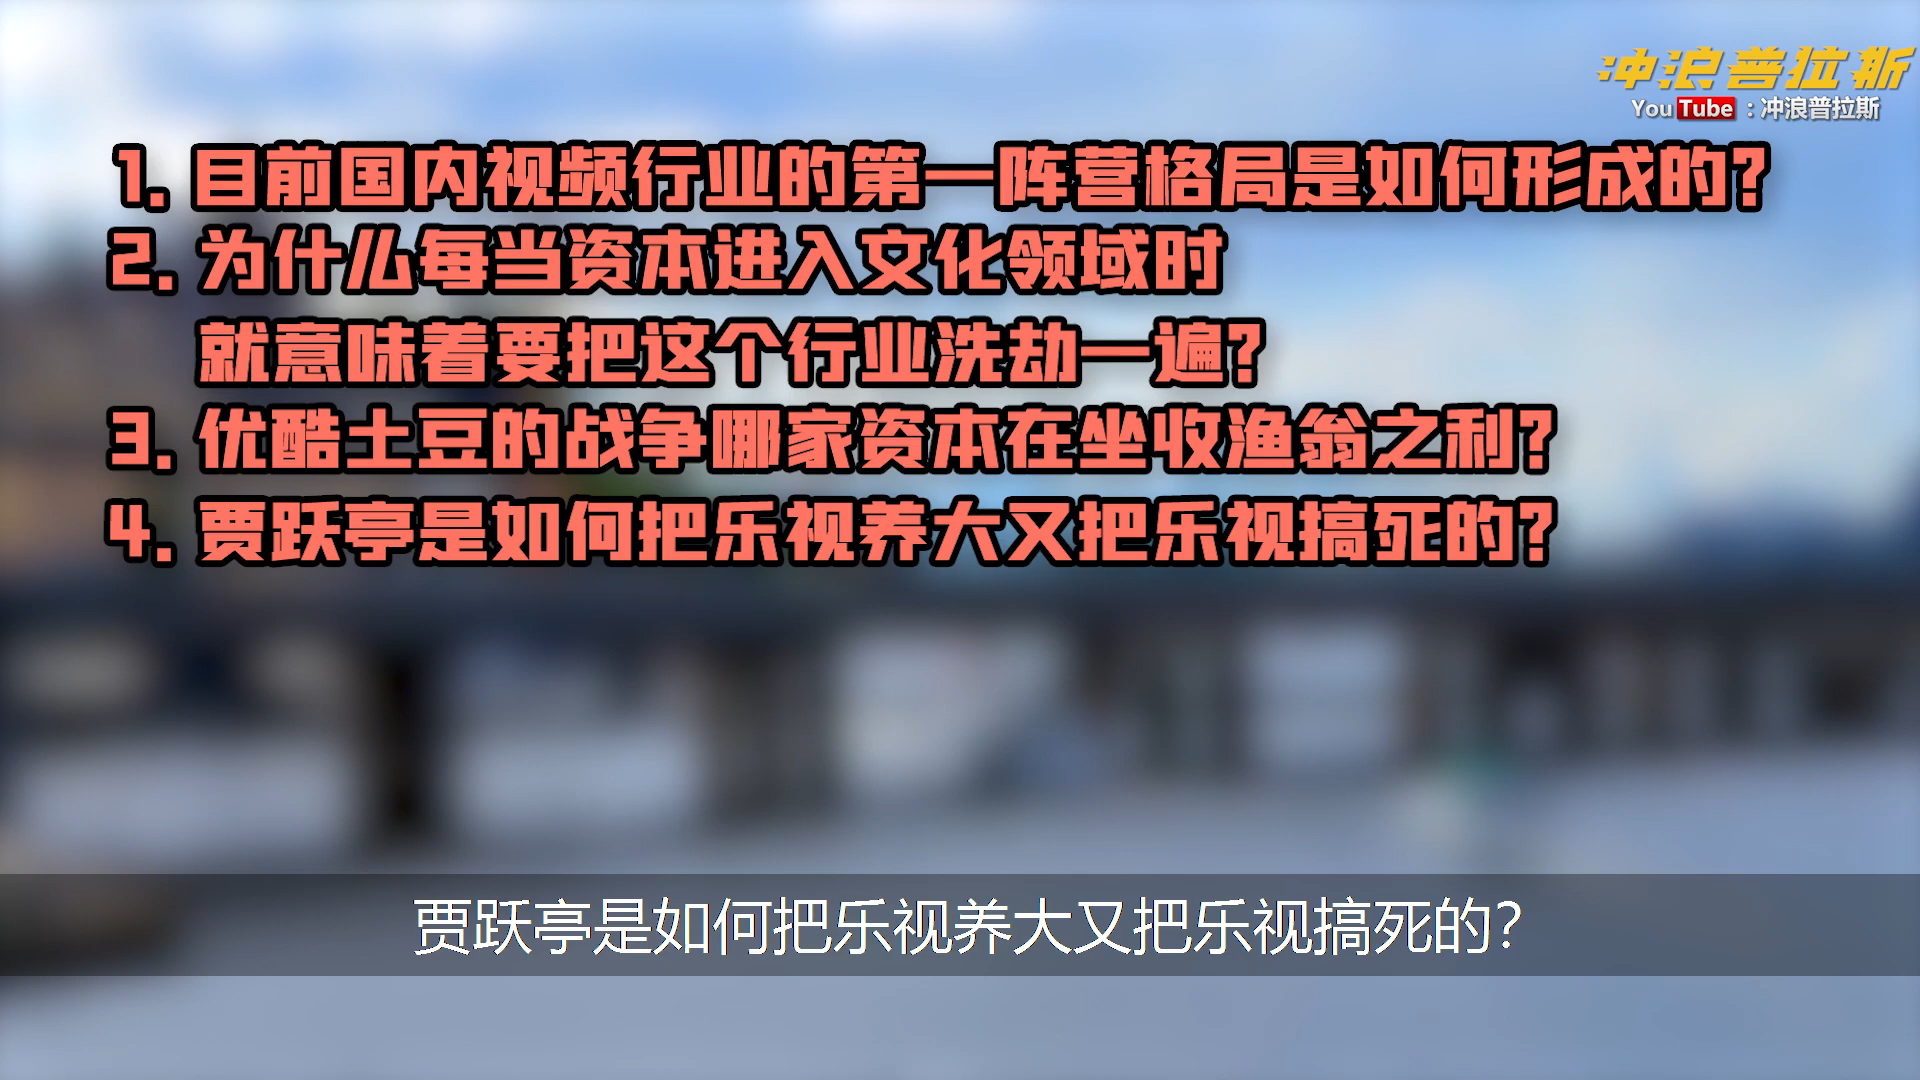 冲浪普拉斯
YouTube：冲浪普拉斯
1. 目前国内视频行业的第一阵营格局是如何形成的？
2. 为什么每当资本进入文化领域时
就意味着要把这个行业洗劫一遍？
3. 优酷土豆的战争哪家资本在坐收渔翁之利？
4. 贾跃亭是如何把乐视养大又把乐视搞死的？
贾跃亭是如何把乐视养大又把乐视搞死的？